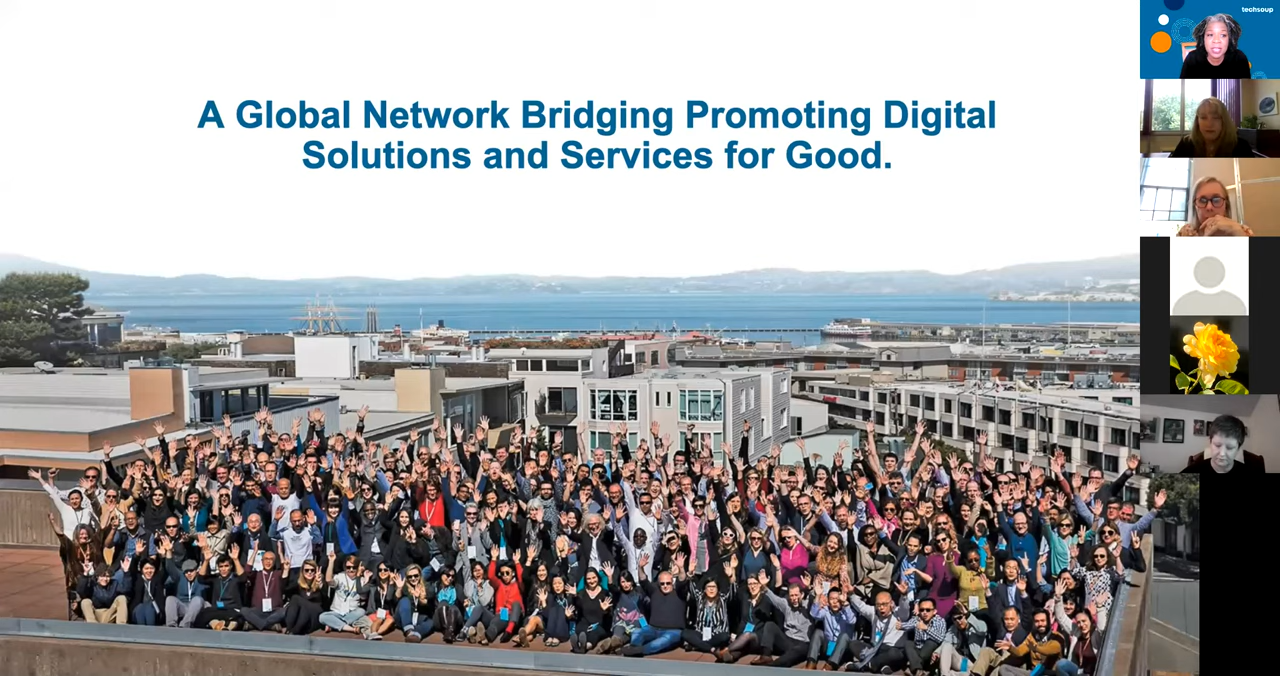 A Global Network Bridging Promoting Digital
Solutions and Services for Good.
techsoup